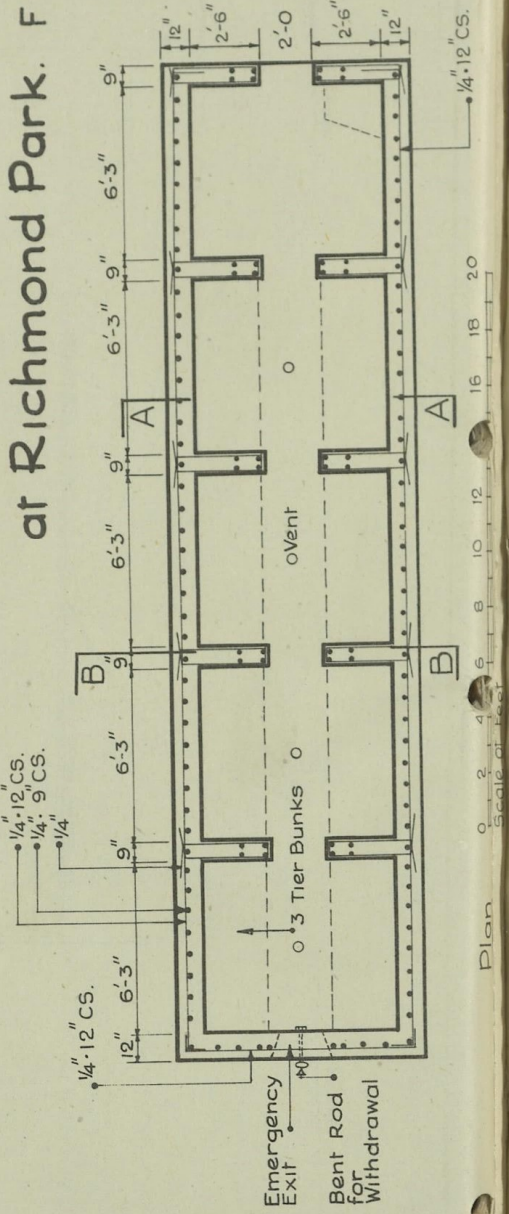 at Richmond Park. F
12"
2'-6"
2'-0
2'-6"
12"
9"
6'-3"
9"
6'-3"
9"
6'-3"
9"
6'-3"
9"
6'-3"
12"
1/4" · 12" CS.
1/4" · 12" CS.
1/4" · 9" CS.
1/4"
1/4" · 12" CS.
A
A
B
B
Vent
3 Tier Bunks
Emergency
Exit
Bent Rod
for
Withdrawal
0 2 4 6 8 10 12 16 18 20
Scale of Feet
Plan